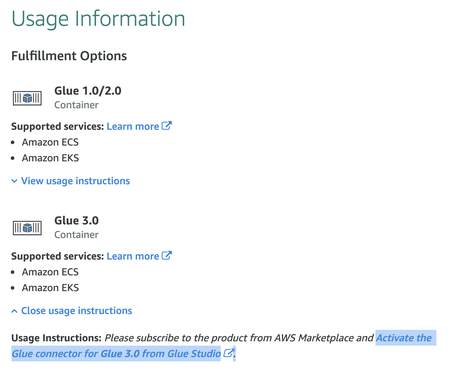 Usage Information
Fulfillment Options
Glue 1.0/2.0
Container
Supported services: Learn more
Amazon ECS
Amazon EKS
View usage instructions
Glue 3.0
Container
Supported services: Learn more
Amazon ECS
Amazon EKS
Close usage instructions
Usage Instructions: Please subscribe to the product from AWS Marketplace and Activate the
Glue connector for Glue 3.0 from Glue Studio.